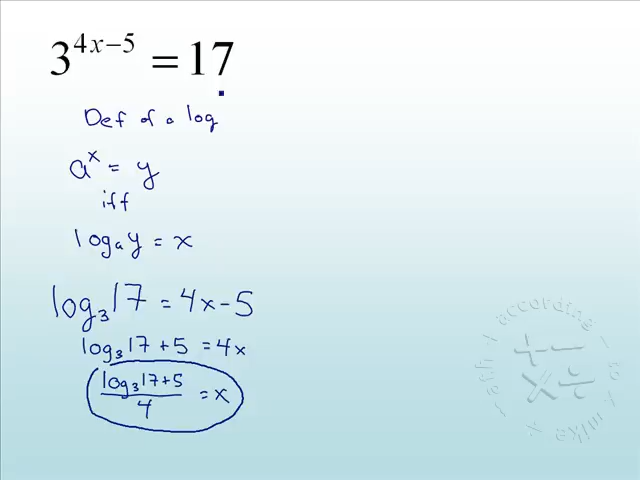 3^{4x−5} = 17
Def of a log
a^x = y
iff
log_a y = x
log_3 17 = 4x − 5
log_3 17 + 5 = 4x
(log_3 17 + 5)/4 = x
math according to mike
+ − × ÷